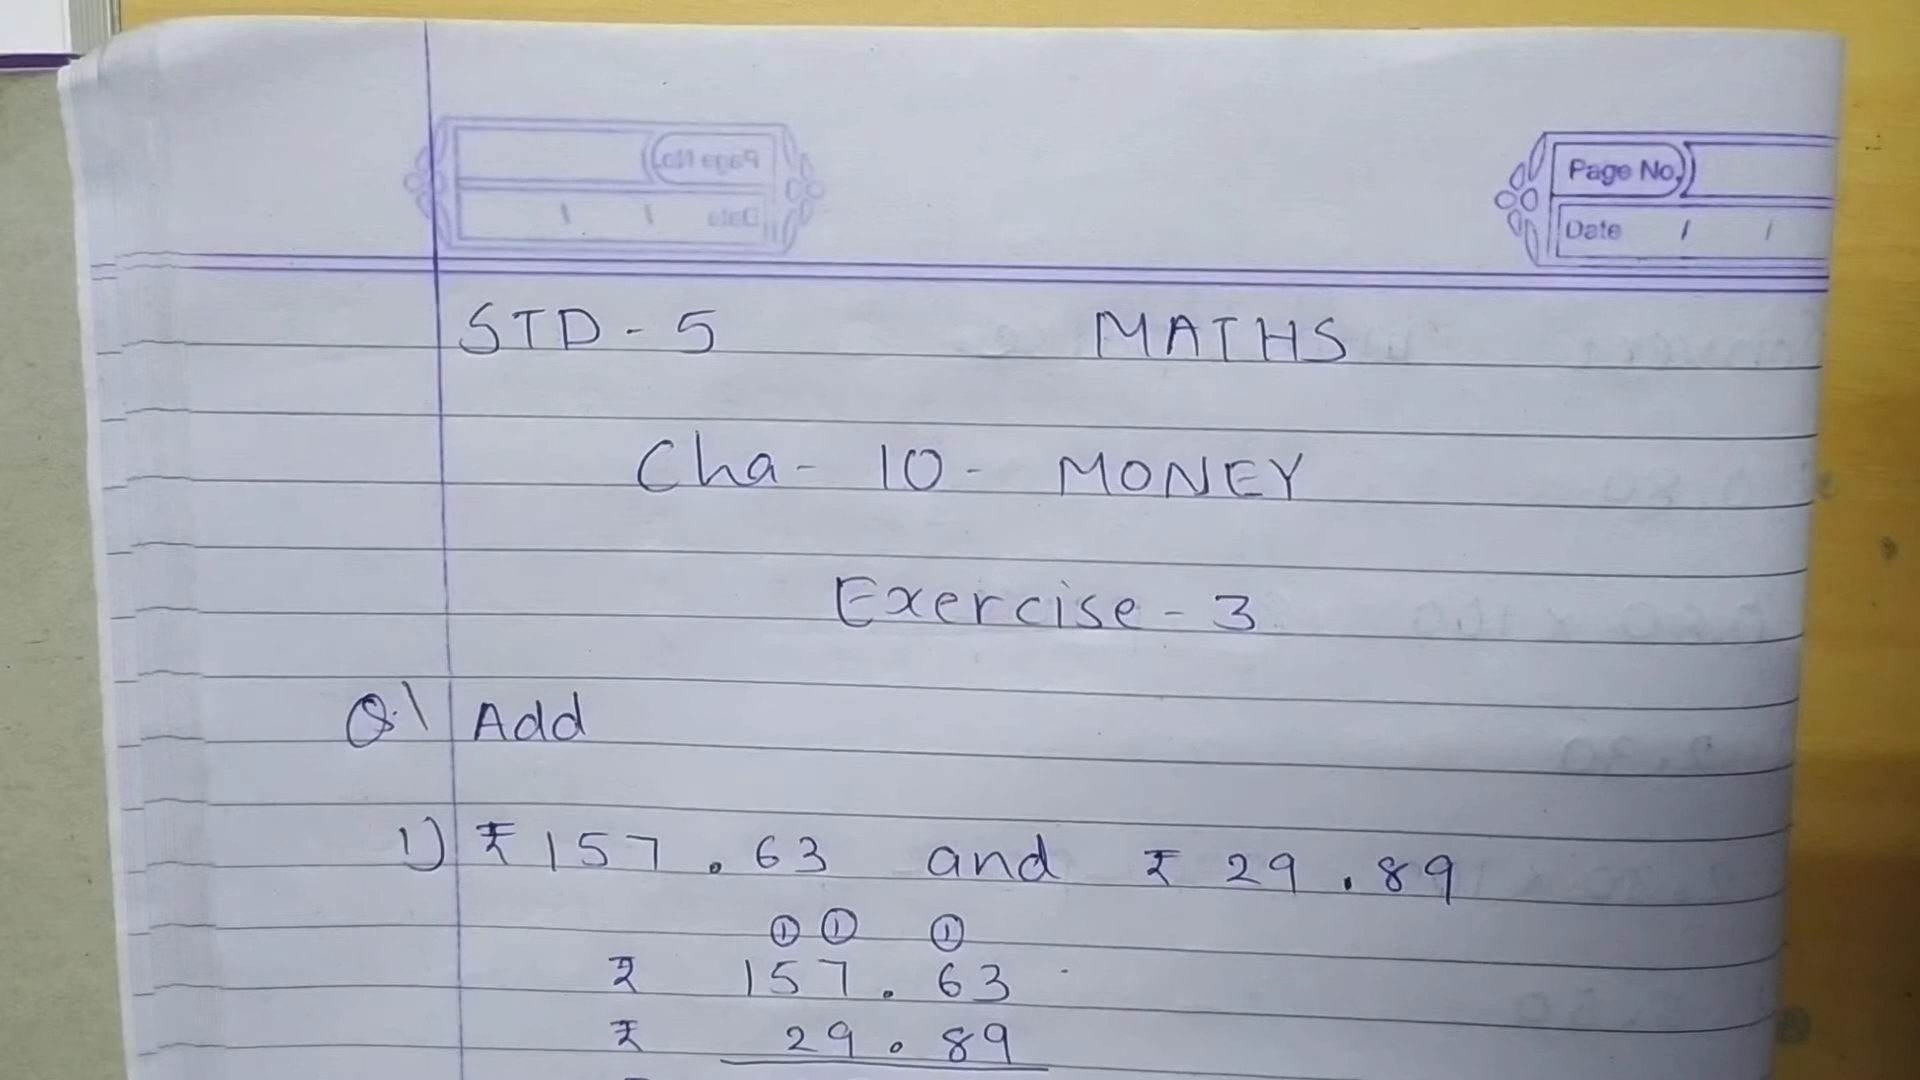 Page No.
Date / /
STD - 5 MATHS
Cha - 10 - MONEY
Exercise - 3
Q.1 Add
1) ₹ 157.63 and ₹ 29.89
① ① ①
₹ 157.63
₹ 29.89